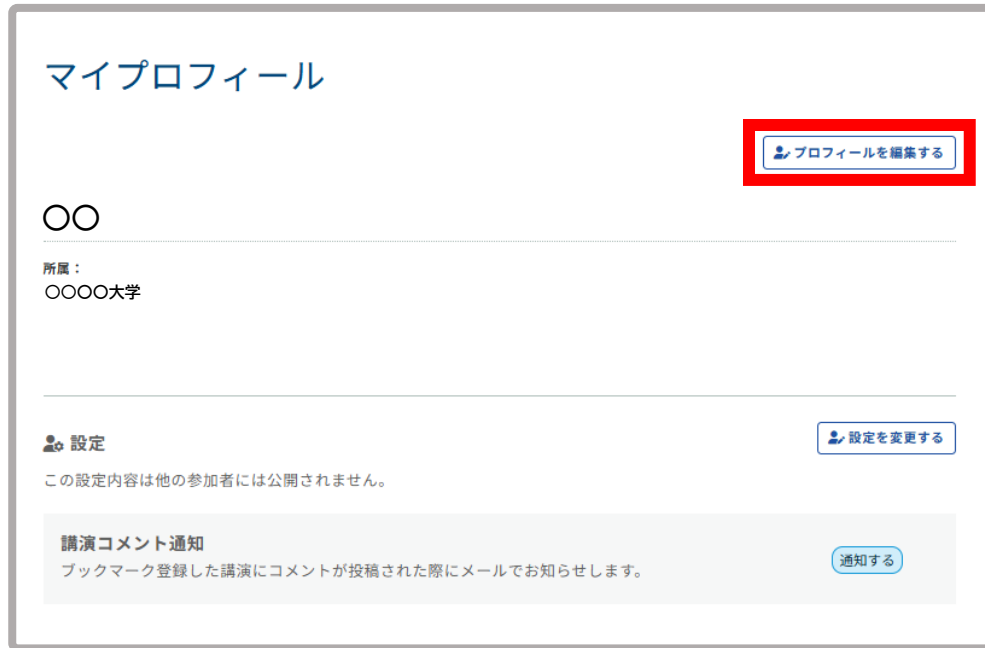 マイプロフィール
プロフィールを編集する
〇〇
所属：
〇〇〇〇大学
設定
設定を変更する
この設定内容は他の参加者には公開されません。
講演コメント通知
ブックマーク登録した講演にコメントが投稿された際にメールでお知らせします。
通知する